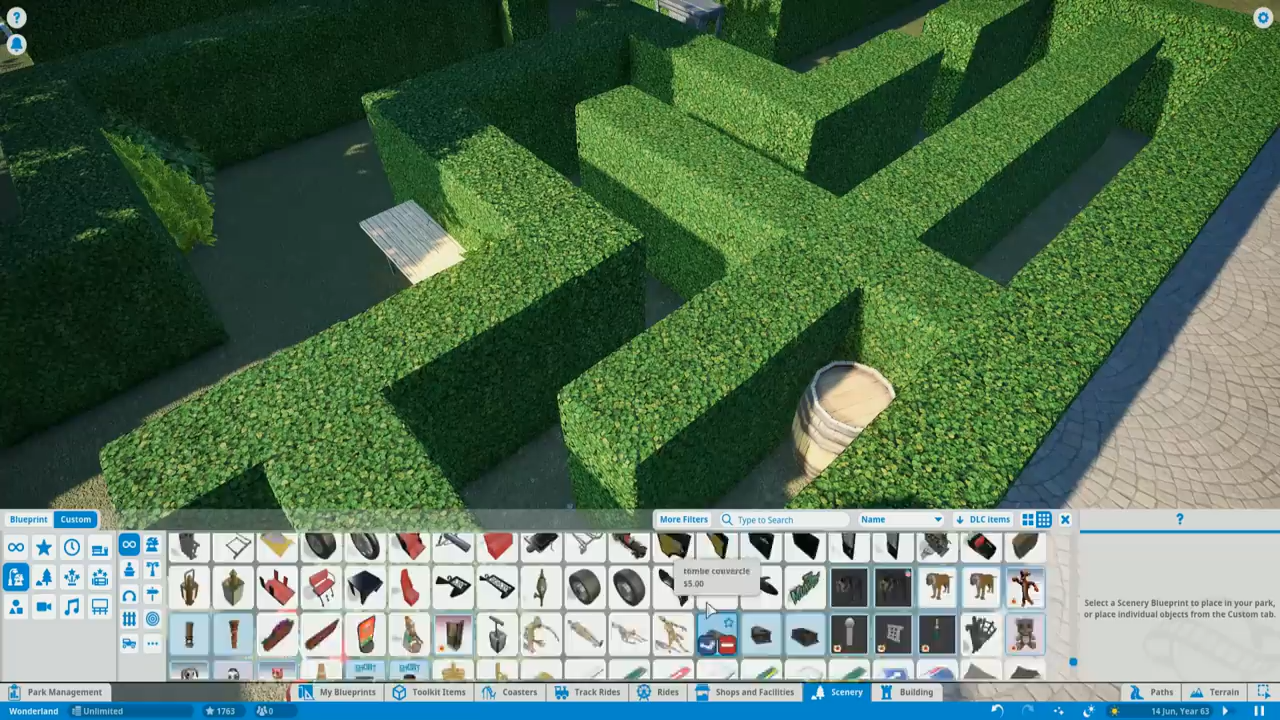 Blueprint
Custom
More Filters
Type to Search
Name
DLC items
?
tombe couvarcle
$5.00
Select a Scenery Blueprint to place in your park,
or place individual objects from the Custom tab.
Park Management
My Blueprints
Toolkit Items
Coasters
Track Rides
Rides
Shops and Facilities
Scenery
Building
Paths
Terrain
Wonderland
Unlimited
1763
0
14 Jun, Year 63